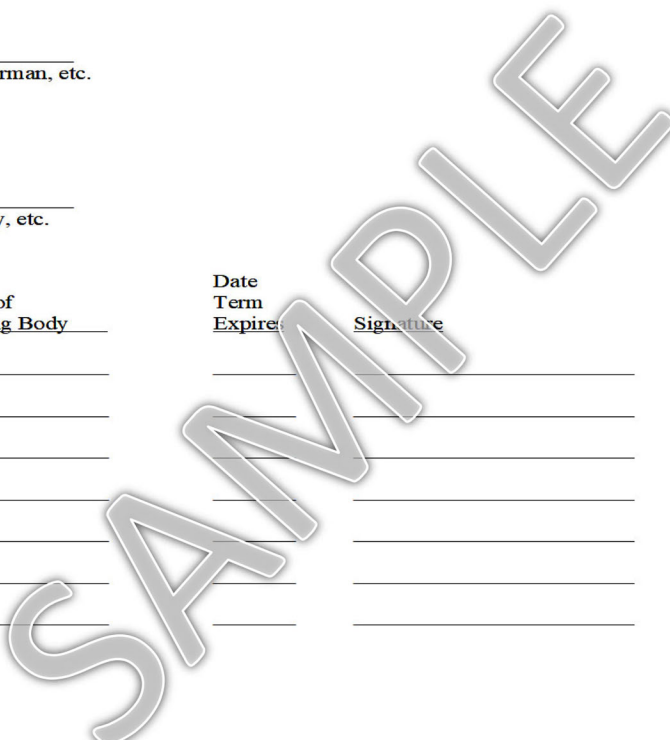 rman, etc.
, etc.
Date
of Term
g Body Expires Signature
SAMPLE